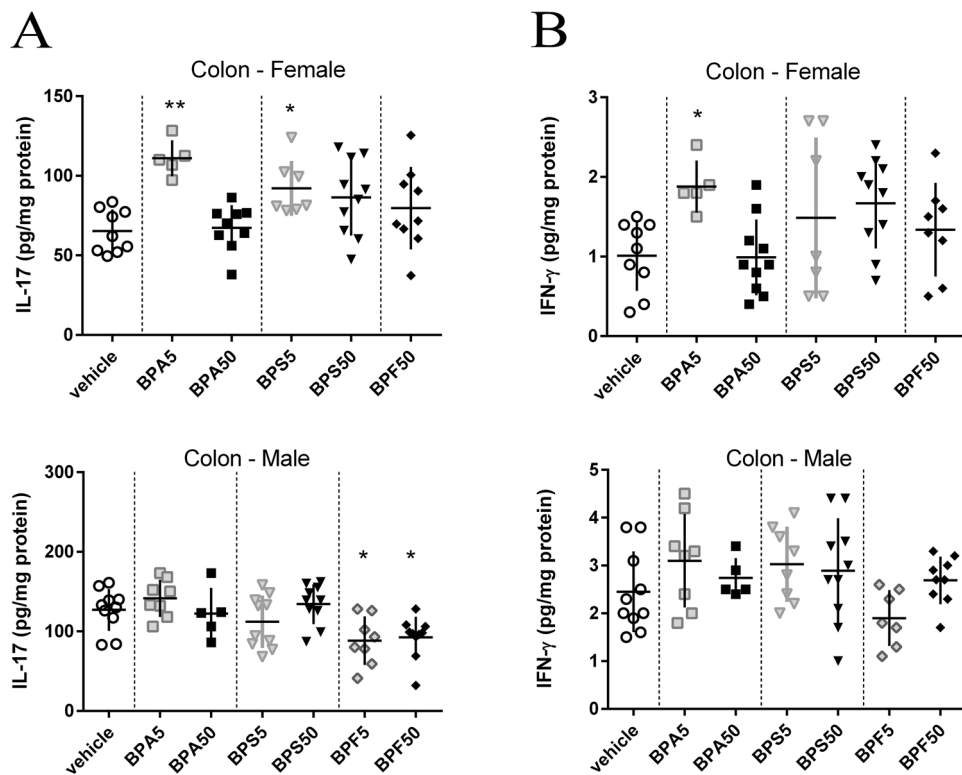 A
Colon - Female
IL-17 (pg/mg protein)
150
100
50
0
**
*
vehicle
BPA5
BPA50
BPS5
BPS50
BPF50
B
Colon - Female
IFN-γ (pg/mg protein)
3
2
1
0
*
vehicle
BPA5
BPA50
BPS5
BPS50
BPF50
Colon - Male
IL-17 (pg/mg protein)
300
200
100
0
*
*
vehicle
BPA5
BPA50
BPS5
BPS50
BPF5
BPF50
Colon - Male
IFN-γ (pg/mg protein)
5
4
3
2
1
0
vehicle
BPA5
BPA50
BPS5
BPS50
BPF5
BPF50